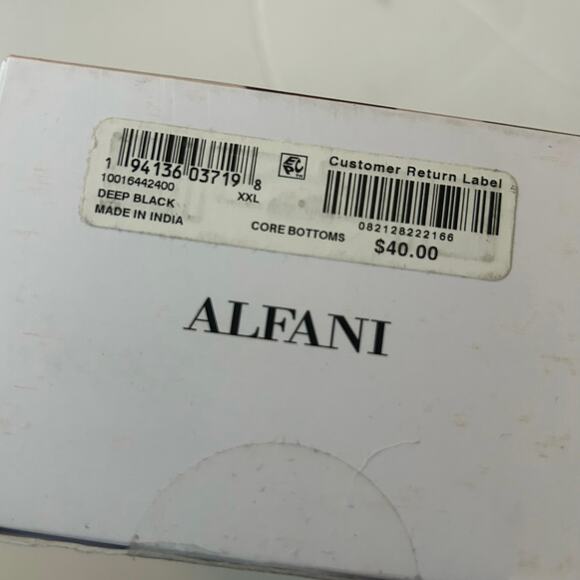 1 94136 03719 8
10016442400 XXL
DEEP BLACK
MADE IN INDIA
CORE BOTTOMS
EPC
Customer Return Label
082128222166
$40.00
ALFANI